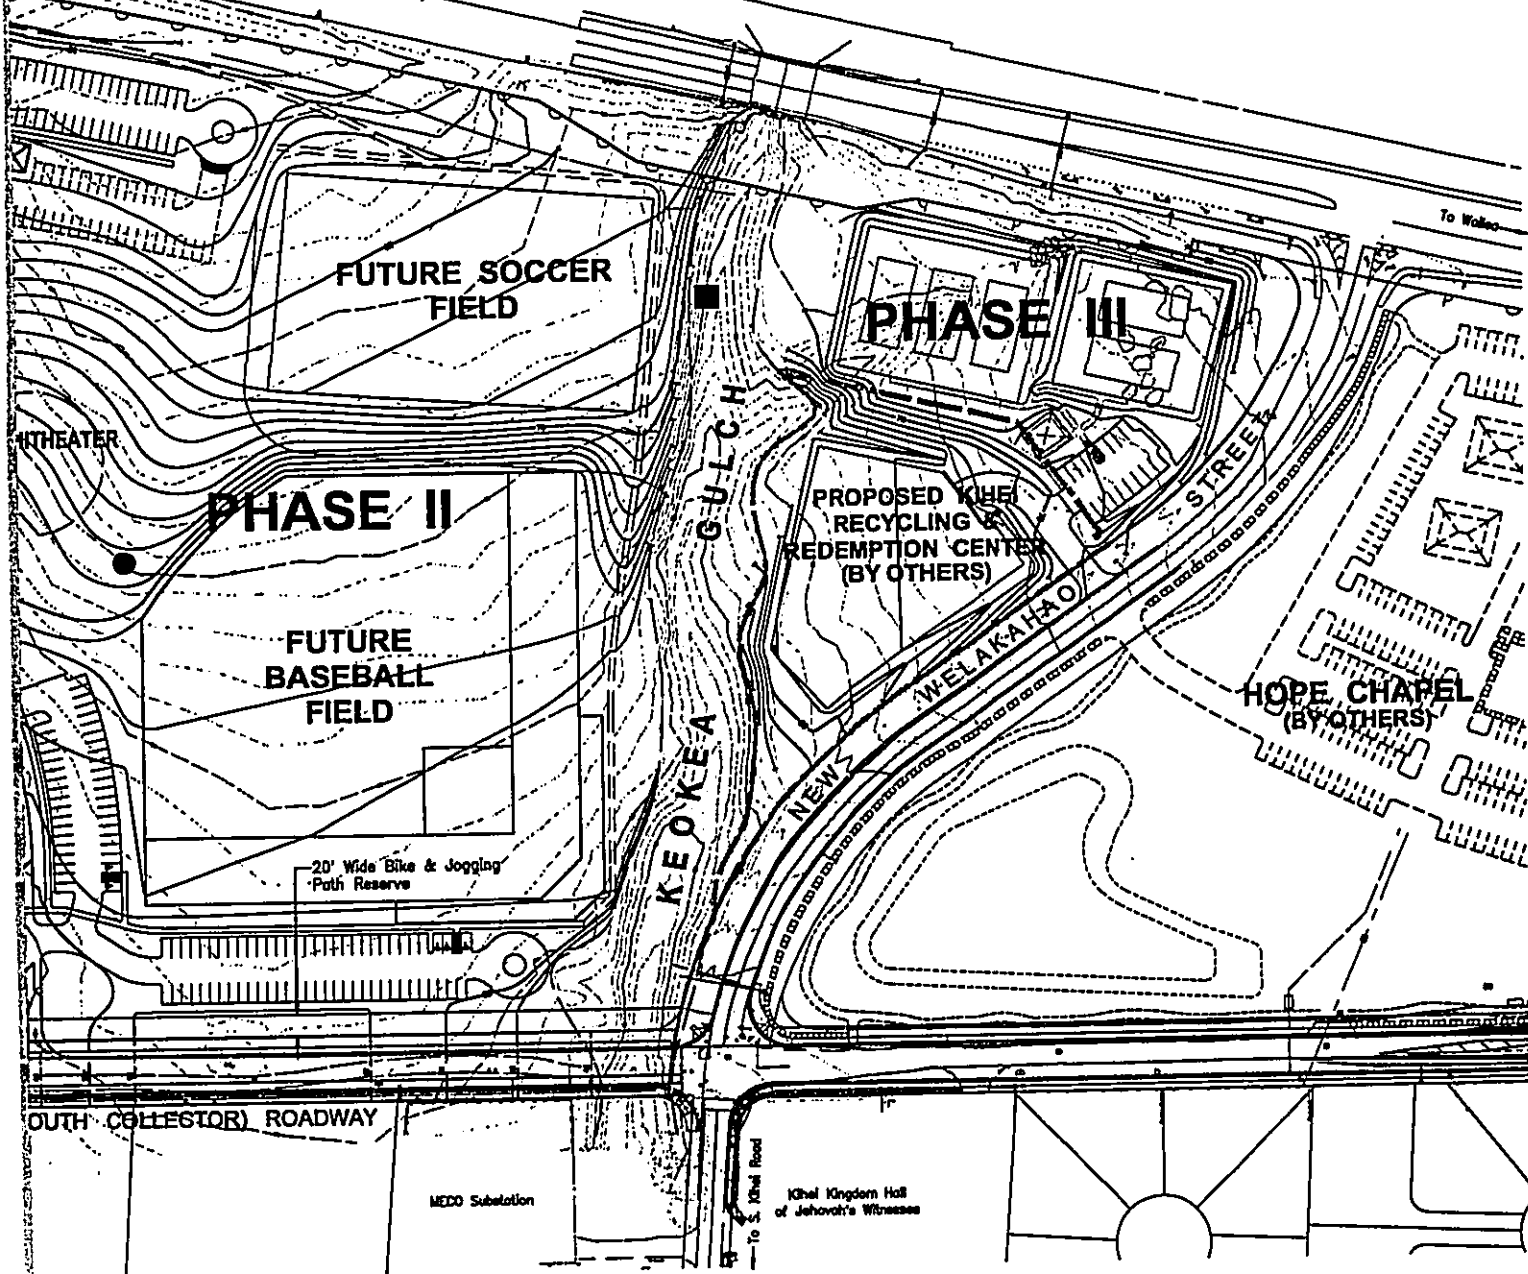 To Wailea
FUTURE SOCCER
FIELD
PHASE III
GULCH
PHASE II
PROPOSED KIHEI
RECYCLING &
REDEMPTION CENTER
(BY OTHERS)
NEW WELAKAHAO STREET
FUTURE
BASEBALL
FIELD
HOPE CHAPEL
(BY OTHERS)
KEOKEA
20' Wide Bike & Jogging
Path Reserve
OUTH COLLECTOR) ROADWAY
MECO Substation
To S. Kihei Road
Kihei Kingdom Hall
of Jehovah's Witnesses